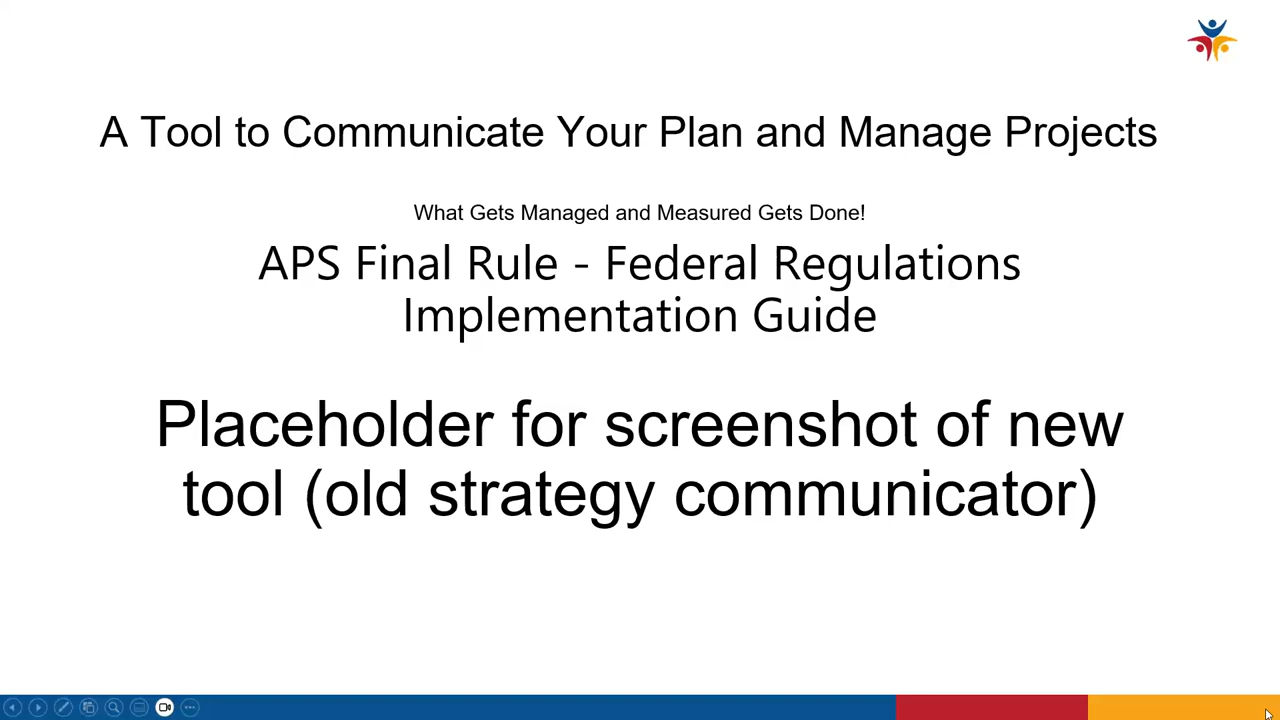 A Tool to Communicate Your Plan and Manage Projects
What Gets Managed and Measured Gets Done!
APS Final Rule - Federal Regulations
Implementation Guide
Placeholder for screenshot of new
tool (old strategy communicator)